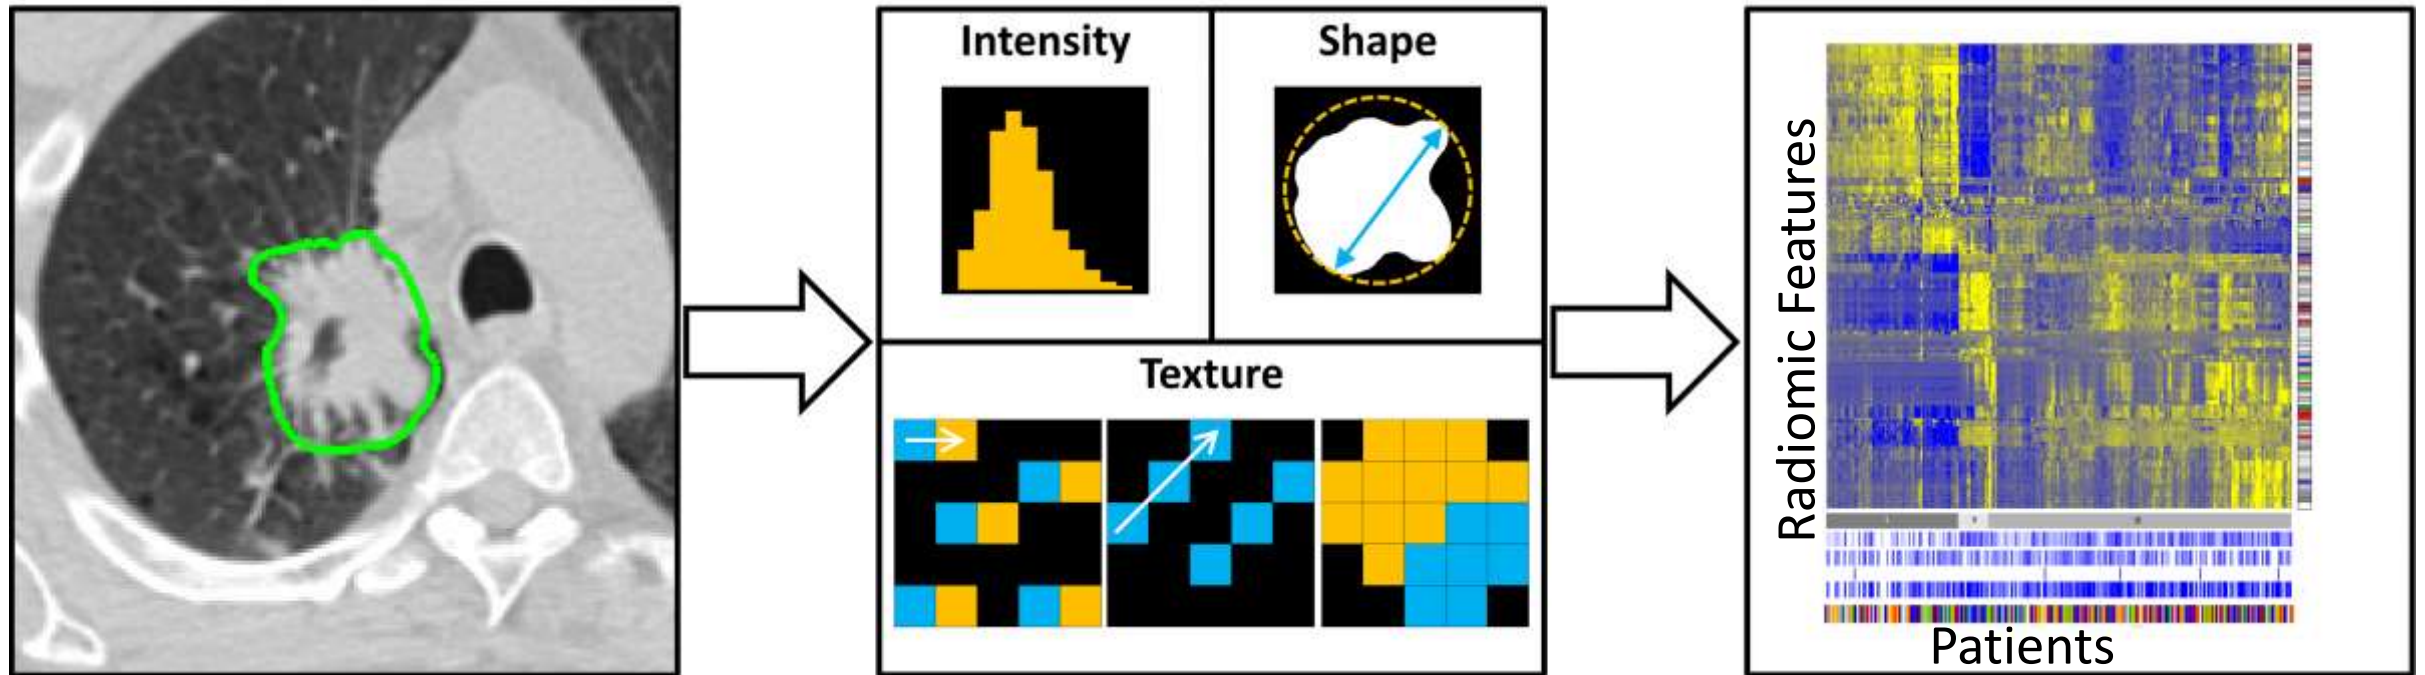 Intensity
Shape
Texture
Radiomic Features
Patients